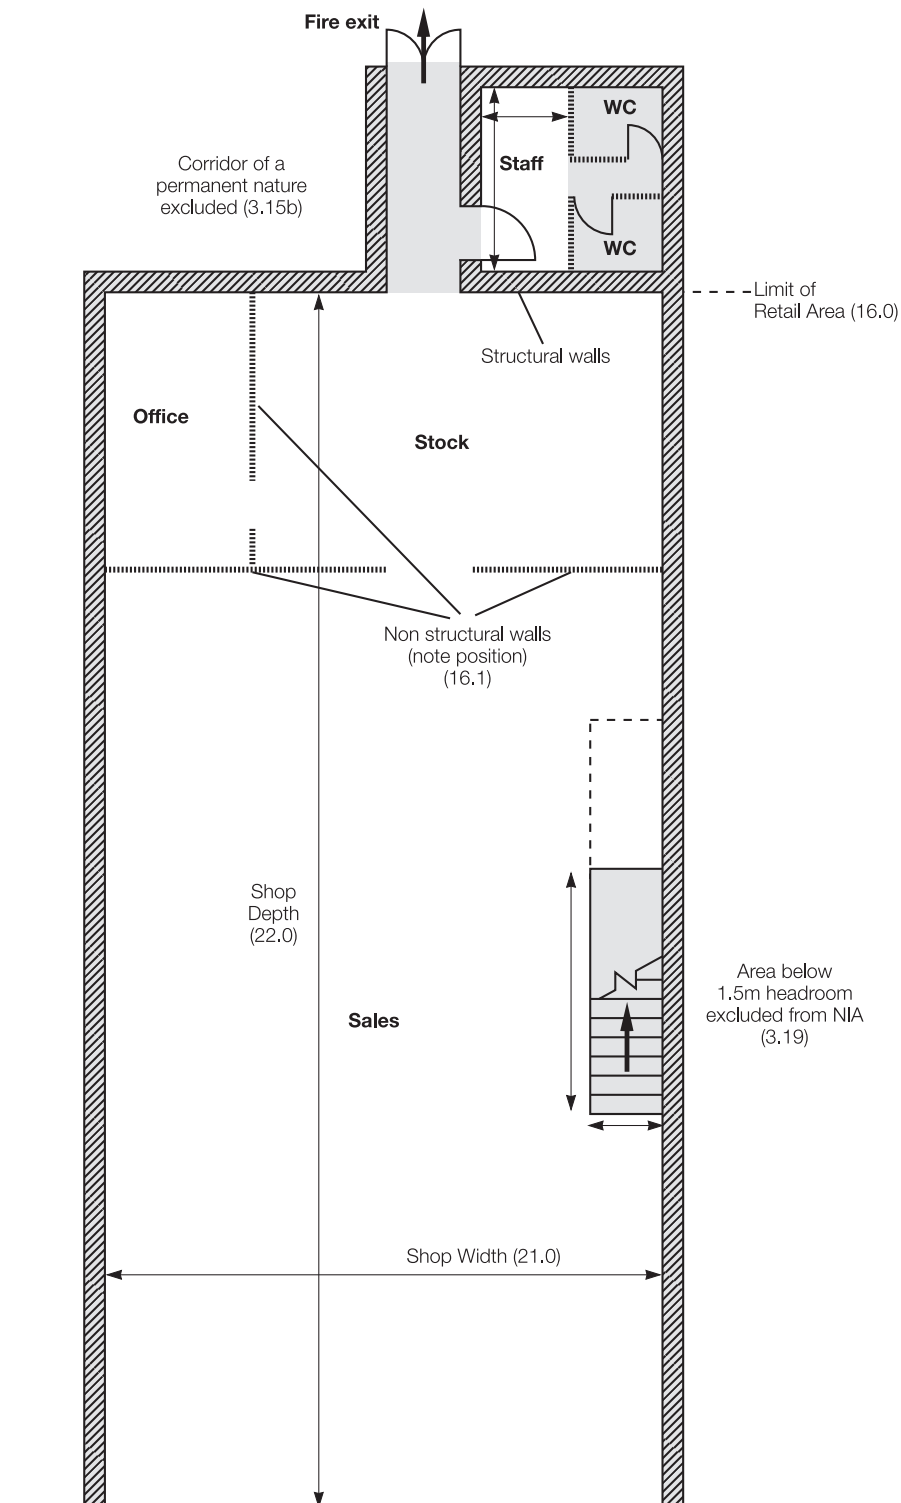 Fire exit
WC
Staff
Corridor of a
permanent nature
excluded (3.15b)
WC
Limit of
Retail Area (16.0)
Structural walls
Office
Stock
Non structural walls
(note position)
(16.1)
Shop
Depth
(22.0)
Area below
1.5m headroom
excluded from NIA
(3.19)
Sales
Shop Width (21.0)